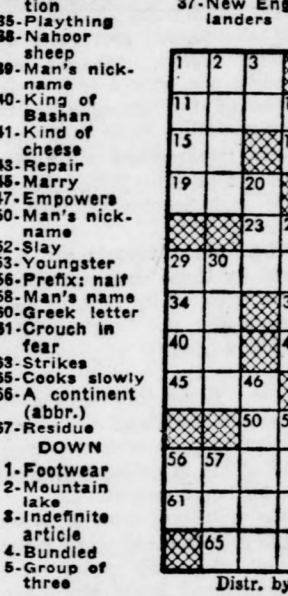 tion
35-Plaything
38-Nahoor
sheep
39-Man's nick-
name
40-King of
Bashan
41-Kind of
cheese
43-Repair
45-Marry
47-Empowers
50-Man's nick-
name
52-Slay
53-Youngster
56-Prefix: half
58-Man's name
60-Greek letter
61-Crouch in
fear
63-Strikes
65-Cooks slowly
66-A continent
(abbr.)
67-Residue
DOWN
1-Footwear
2-Mountain
lake
3-Indefinite
article
4-Bundled
5-Group of
three
37-New Eng
landers
1 2 3
11
15
19 20
23
29 30
34
40
45 46
50
56 57
61
65
Distr. by